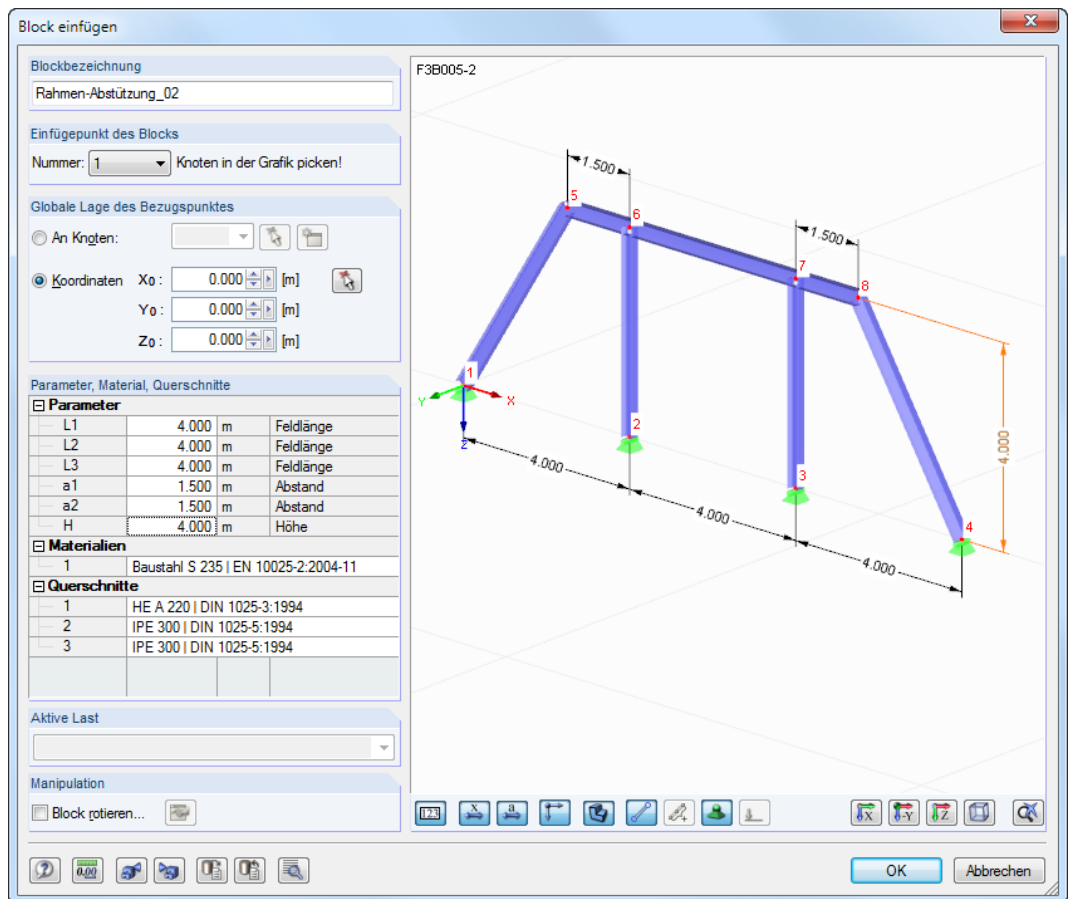 Block einfügen
Blockbezeichnung
Rahmen-Abstützung_02
Einfügepunkt des Blocks
Nummer: 1 Knoten in der Grafik picken!
Globale Lage des Bezugspunktes
An Knoten:
Koordinaten X0 : 0.000 [m]
Y0 : 0.000 [m]
Z0 : 0.000 [m]
Parameter, Material, Querschnitte
Parameter
L1 4.000 m Feldlänge
L2 4.000 m Feldlänge
L3 4.000 m Feldlänge
a1 1.500 m Abstand
a2 1.500 m Abstand
H 4.000 m Höhe
Materialien
1 Baustahl S 235 | EN 10025-2:2004-11
Querschnitte
1 HE A 220 | DIN 1025-3:1994
2 IPE 300 | DIN 1025-5:1994
3 IPE 300 | DIN 1025-5:1994
Aktive Last
Manipulation
Block rotieren...
F3B005-2
1.500
5
6
1.500
7
8
1
Y
X
Z
2
3
4
4.000
4.000
4.000
4.000
123
x
a
X
-Y
Z
0.00
OK
Abbrechen